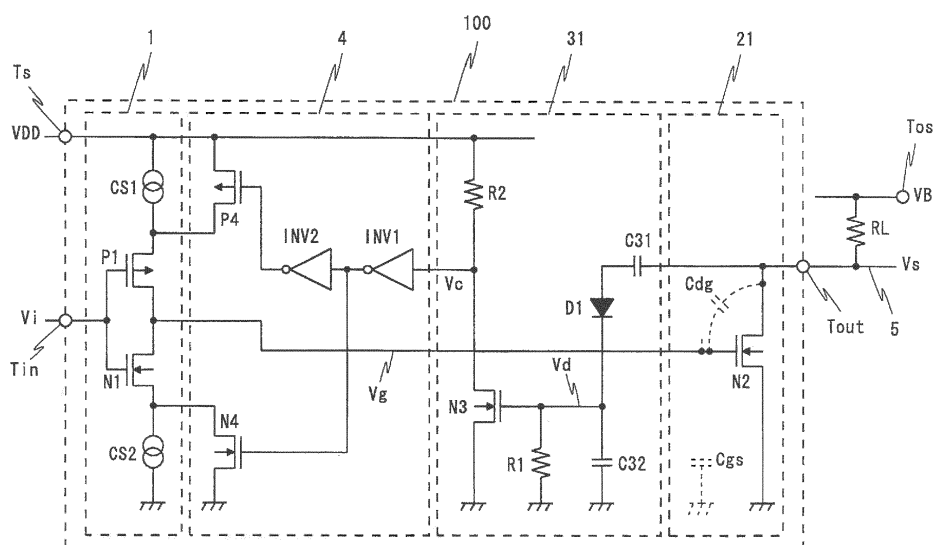 1
4
100
31
21
Ts
VDD
Tos
VB
CS1
P4
R2
RL
INV2
INV1
C31
P1
Vc
Vs
Cdg
D1
Vi
Tout
5
Tin
N1
Vg
Vd
N2
N4
N3
CS2
R1
C32
Cgs